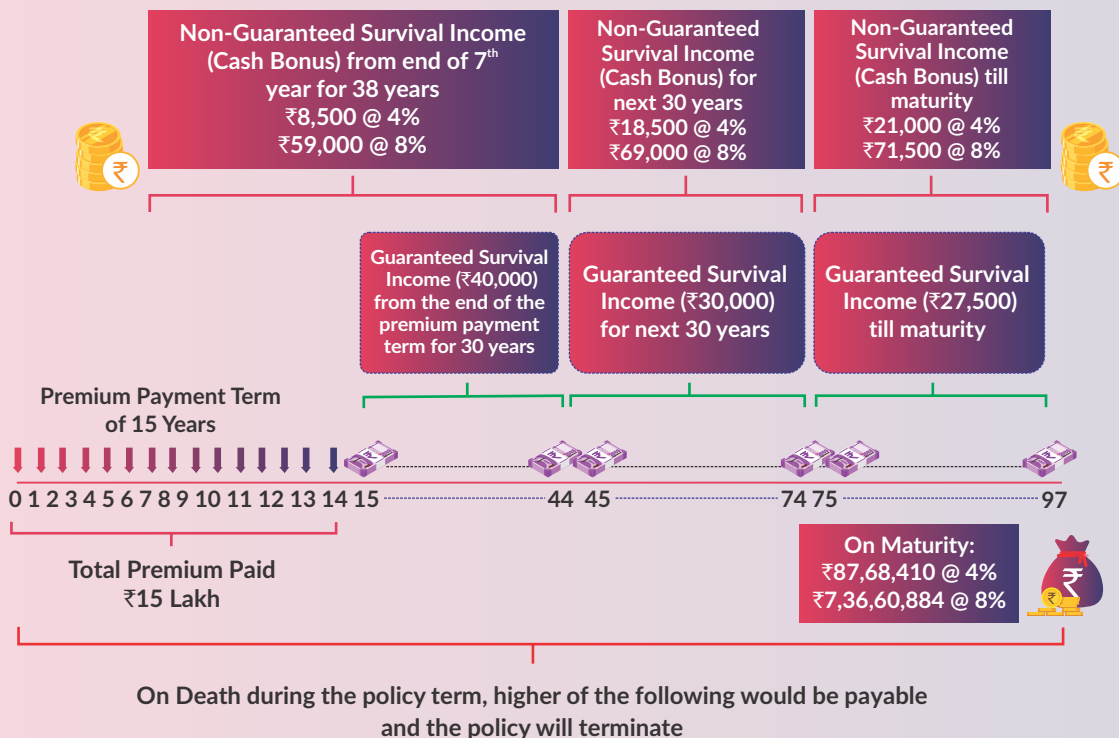 Non-Guaranteed Survival Income
(Cash Bonus) from end of 7th
year for 38 years
₹8,500 @ 4%
₹59,000 @ 8%
Non-Guaranteed
Survival Income
(Cash Bonus) for
next 30 years
₹18,500 @ 4%
₹69,000 @ 8%
Non-Guaranteed
Survival Income
(Cash Bonus) till
maturity
₹21,000 @ 4%
₹71,500 @ 8%
₹
₹
Guaranteed Survival
Income (₹40,000)
from the end of the
premium payment
term for 30 years
Guaranteed Survival
Income (₹30,000)
for next 30 years
Guaranteed Survival
Income (₹27,500)
till maturity
Premium Payment Term
of 15 Years
0 1 2 3 4 5 6 7 8 9 10 11 12 13 14 15 44 45 74 75 97
Total Premium Paid
₹15 Lakh
On Maturity:
₹87,68,410 @ 4%
₹7,36,60,884 @ 8%
₹
On Death during the policy term, higher of the following would be payable
and the policy will terminate